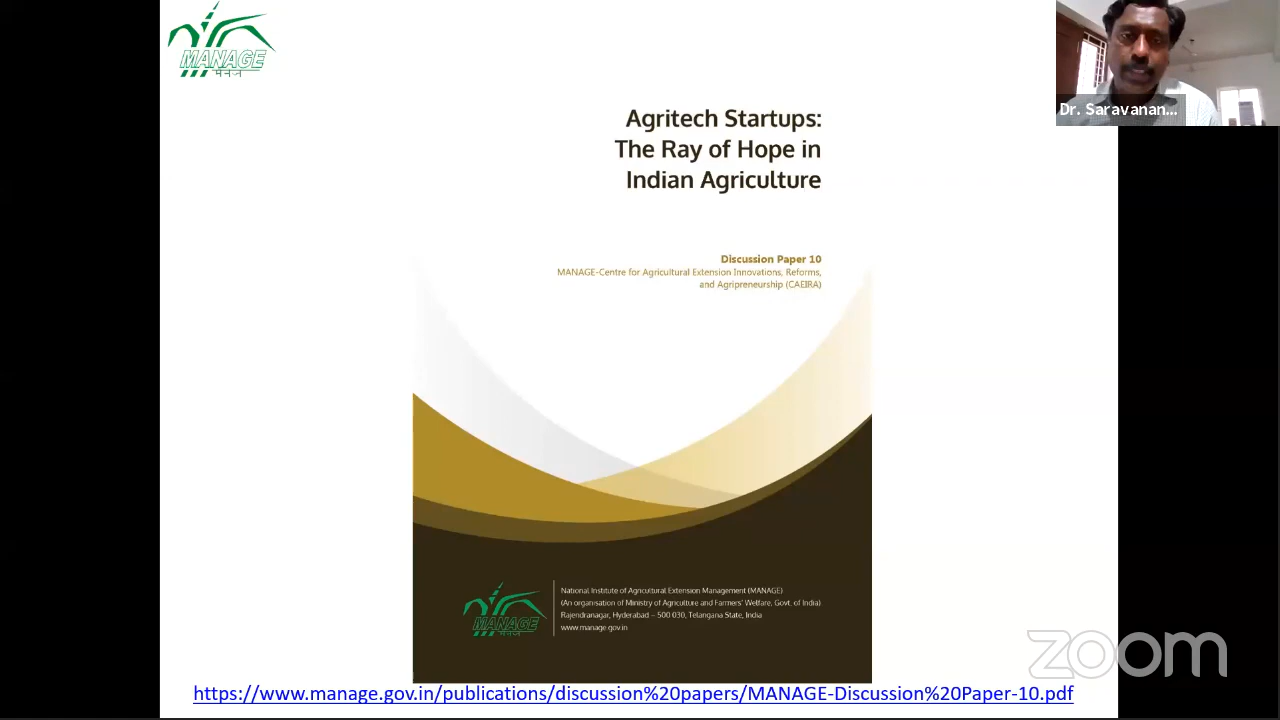 MANAGE
मैनेज
Dr. Saravanan...
Agritech Startups:
The Ray of Hope in
Indian Agriculture
Discussion Paper 10
MANAGE-Centre for Agricultural Extension Innovations, Reforms,
and Agripreneurship (CAEIRA)
MANAGE
मैनेज
National Institute of Agricultural Extension Management (MANAGE)
(An organisation of Ministry of Agriculture and Farmers' Welfare, Govt. of India)
Rajendranagar, Hyderabad – 500 030, Telangana State, India
www.manage.gov.in
zoom
https://www.manage.gov.in/publications/discussion%20papers/MANAGE-Discussion%20Paper-10.pdf